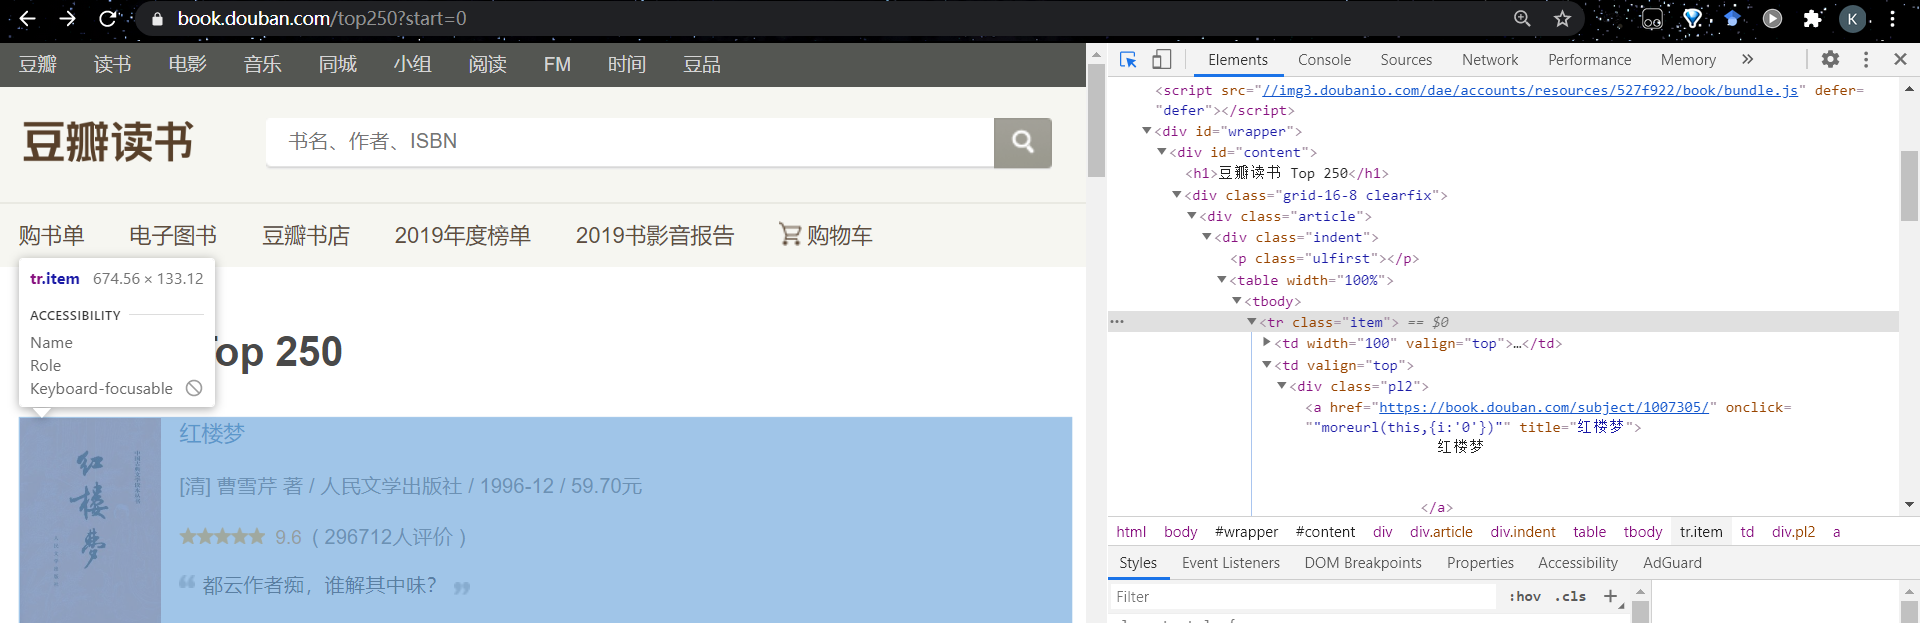 book.douban.com/top250?start=0
K
豆瓣 读书 电影 音乐 同城 小组 阅读 FM 时间 豆品
豆瓣读书
书名、作者、ISBN
购书单 电子图书 豆瓣书店 2019年度榜单 2019书影音报告 购物车
tr.item 674.56 × 133.12
ACCESSIBILITY
Name
Role
Keyboard-focusable
Top 250
红楼梦
红楼梦
[清] 曹雪芹 著 / 人民文学出版社 / 1996-12 / 59.70元
9.6 ( 296712人评价 )
都云作者痴，谁解其中味？
Elements Console Sources Network Performance Memory »
<script src="//img3.doubanio.com/dae/accounts/resources/527f922/book/bundle.js" defer=
"defer"></script>
<div id="wrapper">
<div id="content">
<h1>豆瓣读书 Top 250</h1>
<div class="grid-16-8 clearfix">
<div class="article">
<div class="indent">
<p class="ulfirst"></p>
<table width="100%">
<tbody>
<tr class="item"> == $0
<td width="100" valign="top">…</td>
<td valign="top">
<div class="pl2">
<a href="https://book.douban.com/subject/1007305/" onclick=
""moreurl(this,{i:'0'})"" title="红楼梦">
红楼梦
</a>
html body #wrapper #content div div.article div.indent table tbody tr.item td div.pl2 a
Styles Event Listeners DOM Breakpoints Properties Accessibility AdGuard
Filter :hov .cls +